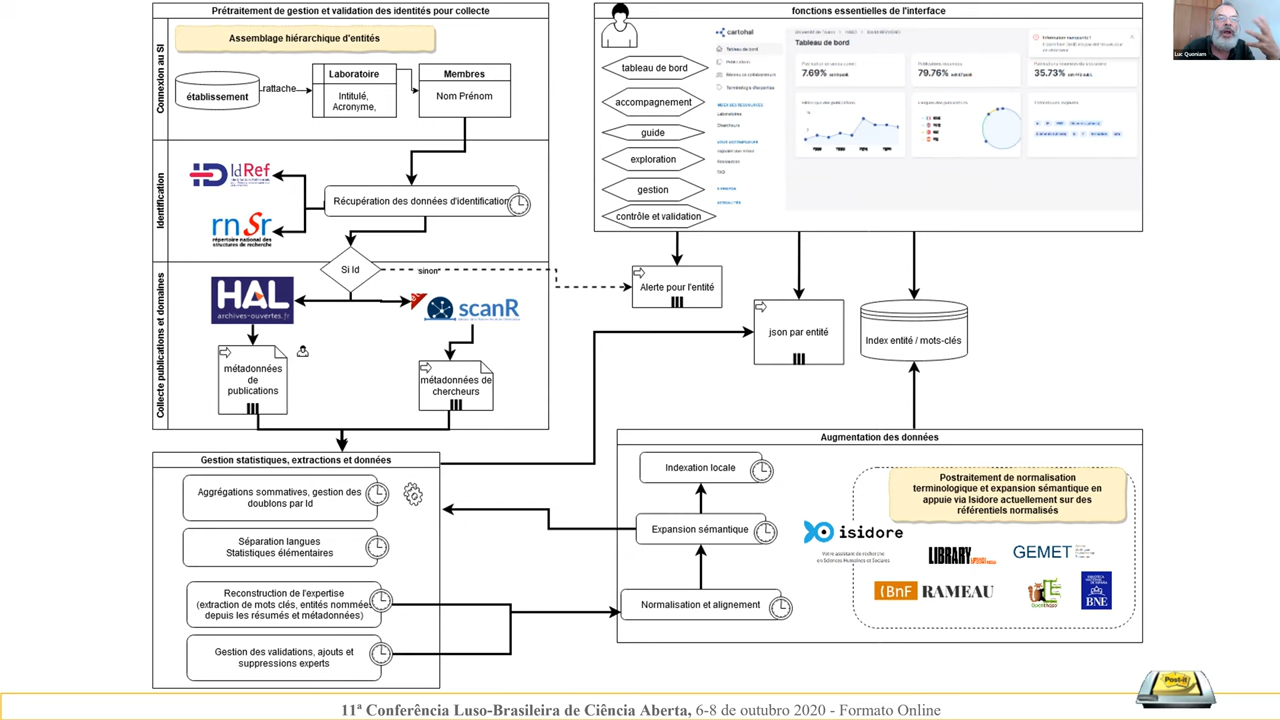 Prétraitement de gestion et validation des identités pour collecte
Connexion au SI
Assemblage hiérarchique d'entités
établissement
rattache
Laboratoire
Intitulé,
Acronyme,
Membres
Nom Prénom
Identification
IdRef
rnsr
répertoire national des
structures de recherche
Récupération des données d'identification
Si Id
sinon
Collecte publications et domaines
HAL
archives-ouvertes.fr
scanR
métadonnées
de
publications
métadonnées de
chercheurs
fonctions essentielles de l'interface
tableau de bord
accompagnement
guide
exploration
gestion
contrôle et validation
cartohal
Tableau de bord
Tableau de bord
7.69%
79.76%
35.73%
Luc Quoniam
Alerte pour l'entité
json par entité
Index entité / mots-clés
Gestion statistiques, extractions et données
Aggrégations sommatives, gestion des
doublons par Id
Séparation langues
Statistiques élémentaires
Reconstruction de l'expertise
(extraction de mots clés, entités nommées
depuis les résumés et métadonnées)
Gestion des validations, ajouts et
suppressions experts
Augmentation des données
Indexation locale
Expansion sémantique
Normalisation et alignement
Postraitement de normalisation
terminologique et expansion sémantique en
appuie via Isidore actuellement sur des
référentiels normalisés
isidore
Votre assistant de recherche
en Sciences Humaines et Sociales
LIBRARY
GEMET
BnF RAMEAU
BIBLIOTECA
NACIONAL
DE ESPAÑA
BNE
Post-it
11ª Conferência Luso-Brasileira de Ciência Aberta, 6-8 de outubro 2020 - Formato Online